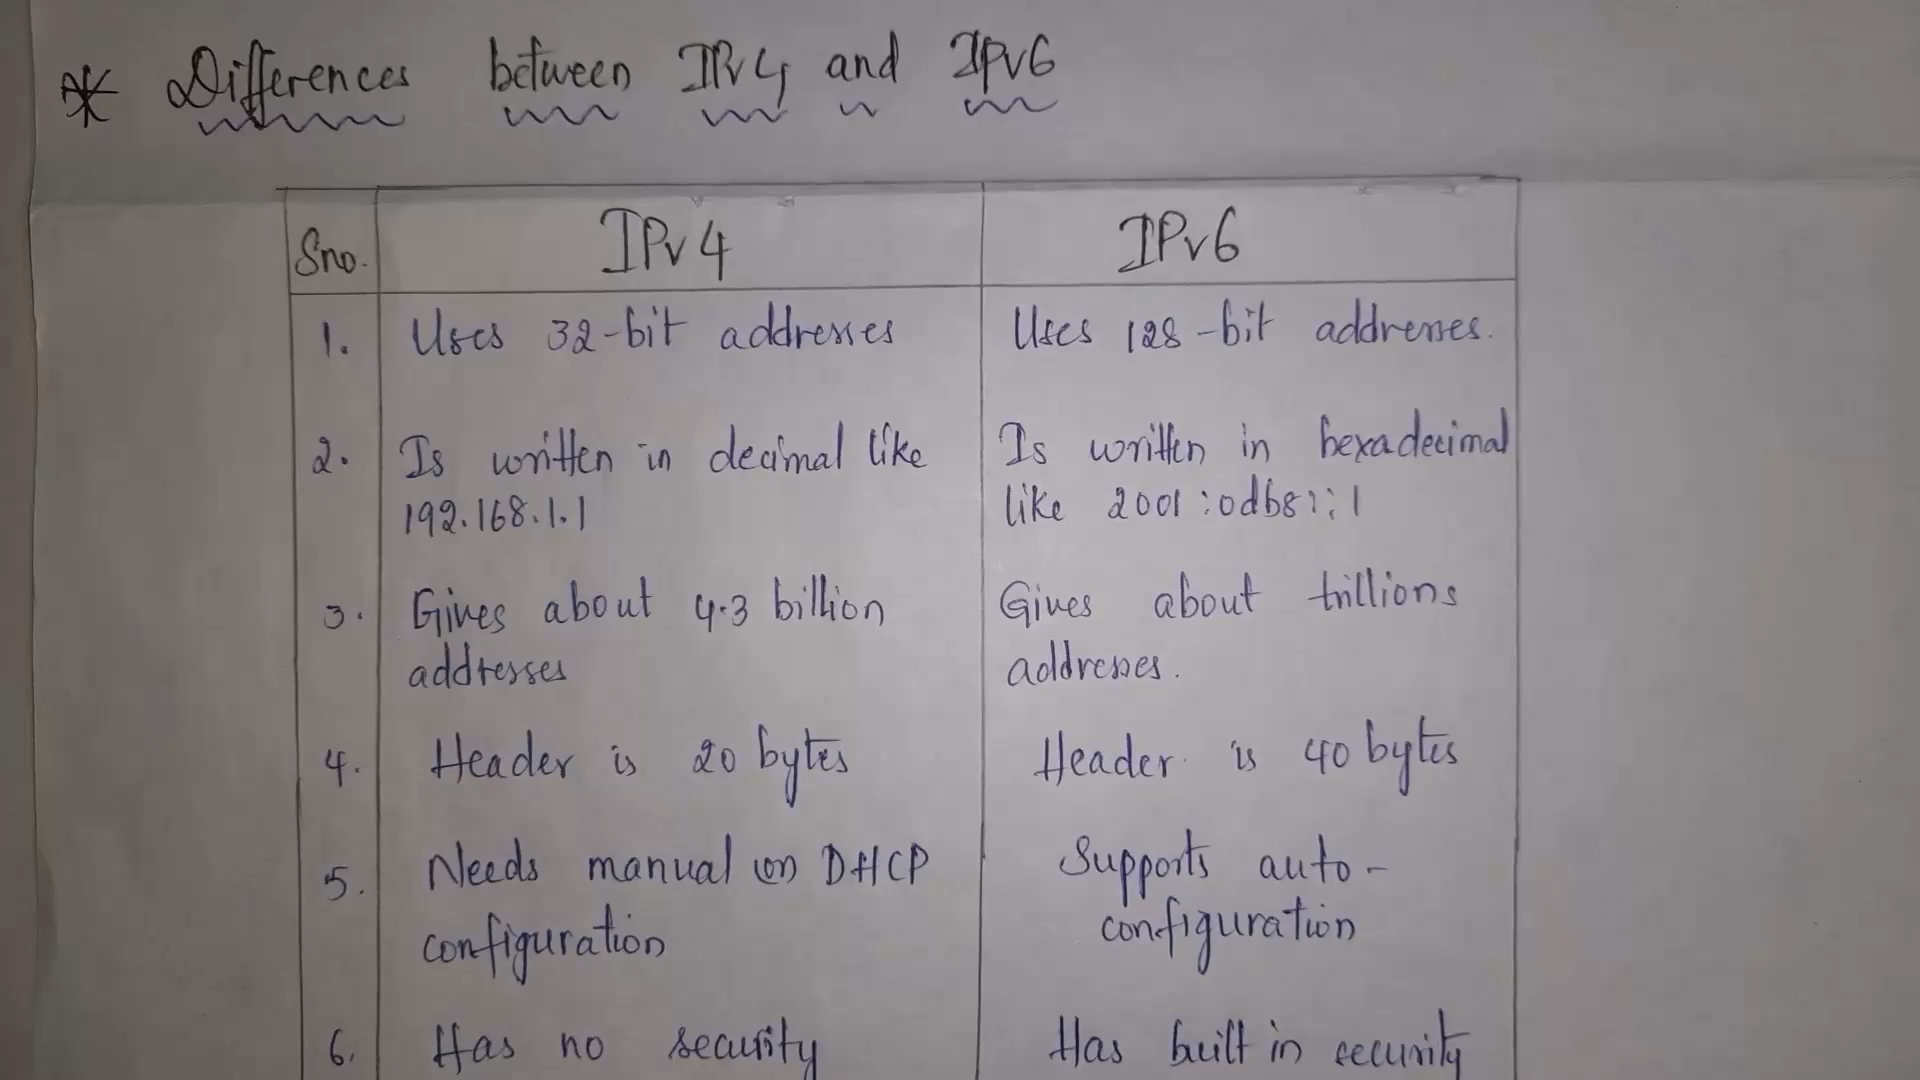 * Differences between IPv4 and IPv6
Sno. IPv4 IPv6
1. Uses 32-bit addresses Uses 128-bit addresses.
2. Is written in decimal like Is written in hexadecimal
192.168.1.1 like 2001:0db8::1
3. Gives about 4.3 billion Gives about trillions
addresses addresses.
4. Header is 20 bytes Header is 40 bytes
5. Needs manual on DHCP Supports auto-
configuration configuration
6. Has no security Has built in security